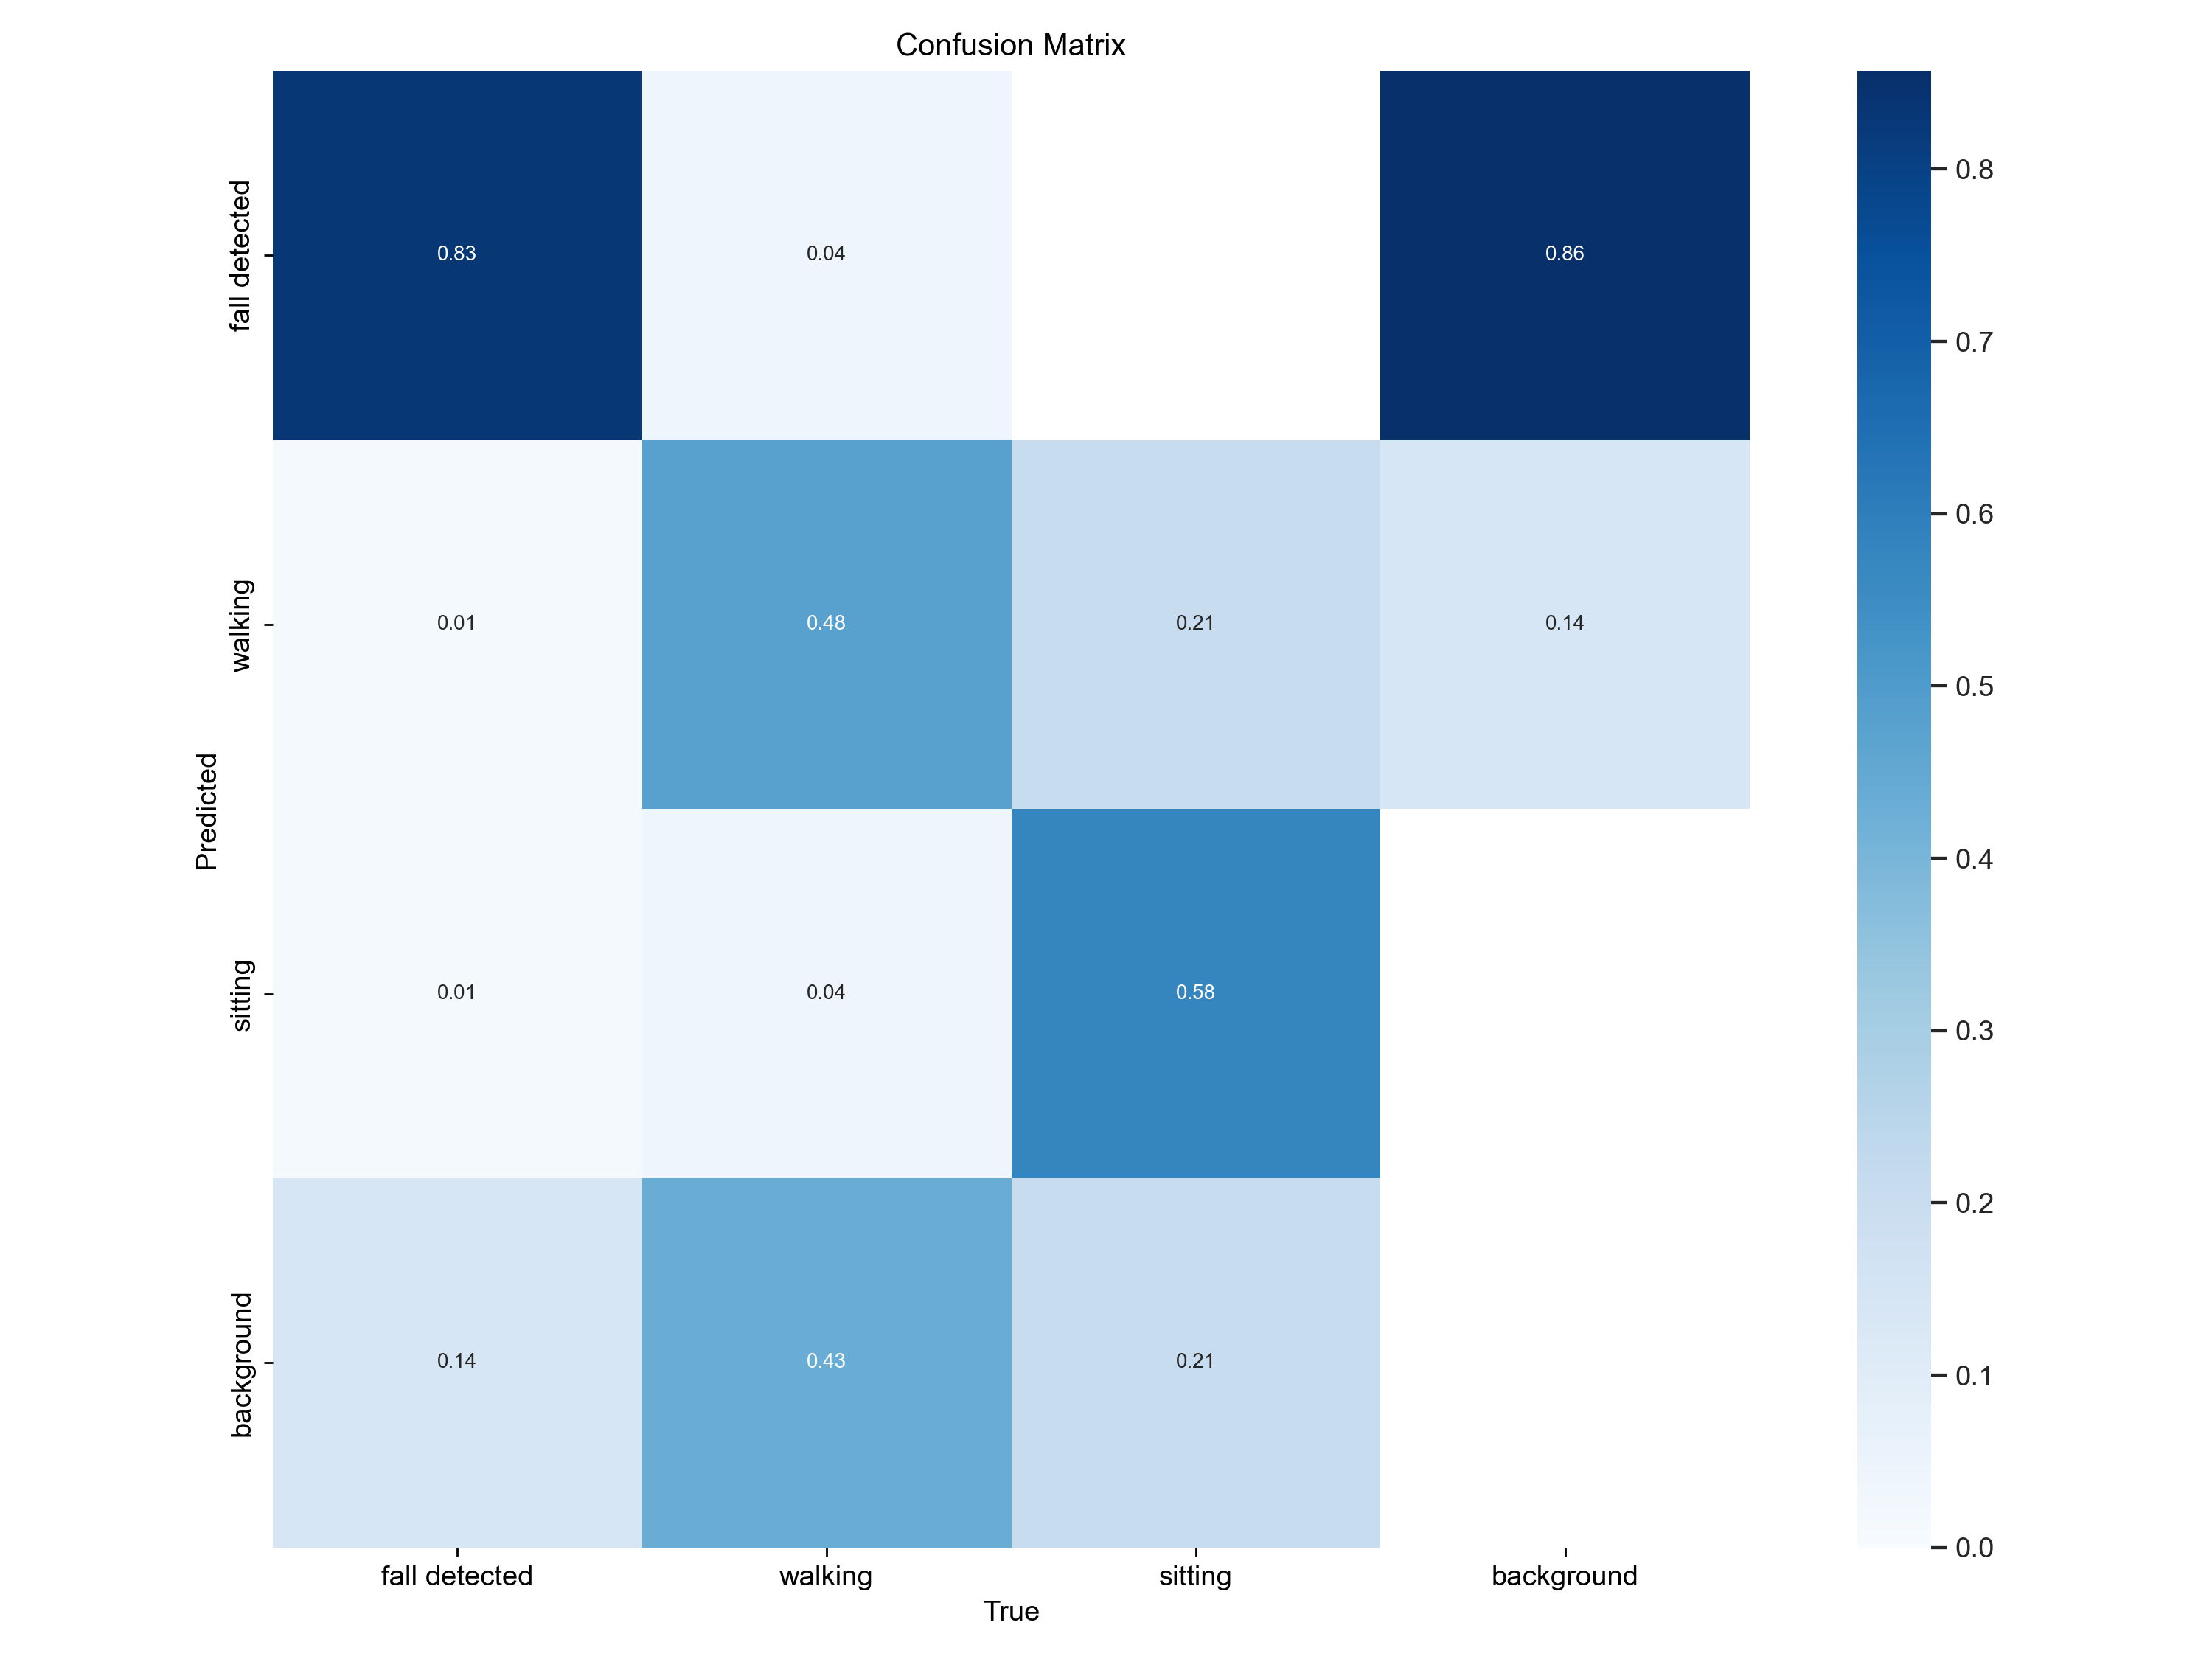 Confusion Matrix
fall detected
0.83
0.04
0.86
walking
0.01
0.48
0.21
0.14
sitting
0.01
0.04
0.58
background
0.14
0.43
0.21
Predicted
fall detected
walking
sitting
background
True
0.8
0.7
0.6
0.5
0.4
0.3
0.2
0.1
0.0